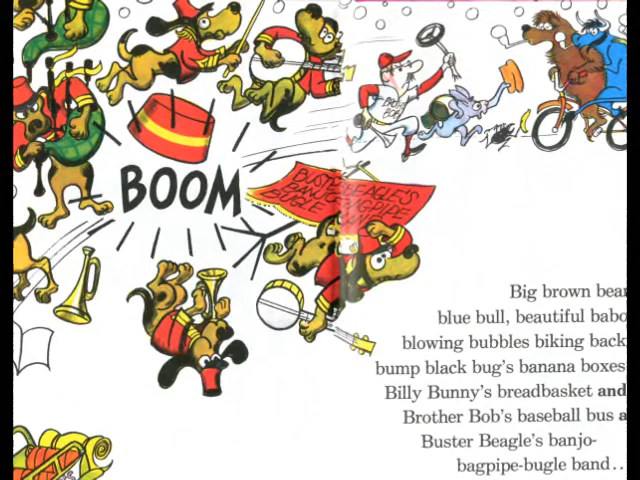 BOOM
BUSTER BEAGLE'S
BANJO-BAGPIPE
BUGLE BAND
Big brown bear
blue bull, beautiful babo
blowing bubbles biking back
bump black bug's banana boxes
Billy Bunny's breadbasket and
Brother Bob's baseball bus a
Buster Beagle's banjo-
bagpipe-bugle band..